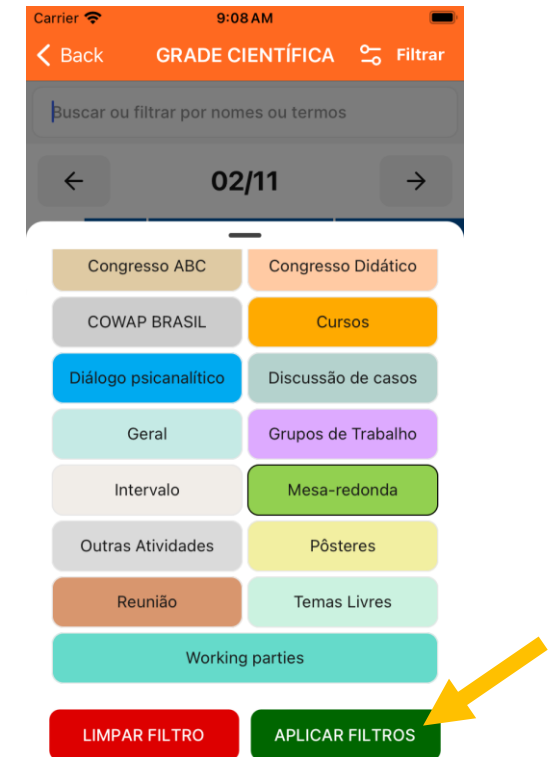 Carrier 9:08 AM
Back GRADE CIENTÍFICA Filtrar
Buscar ou filtrar por nomes ou termos
02/11
Congresso ABC Congresso Didático
COWAP BRASIL Cursos
Diálogo psicanalítico Discussão de casos
Geral Grupos de Trabalho
Intervalo Mesa-redonda
Outras Atividades Pôsteres
Reunião Temas Livres
Working parties
LIMPAR FILTRO APLICAR FILTROS